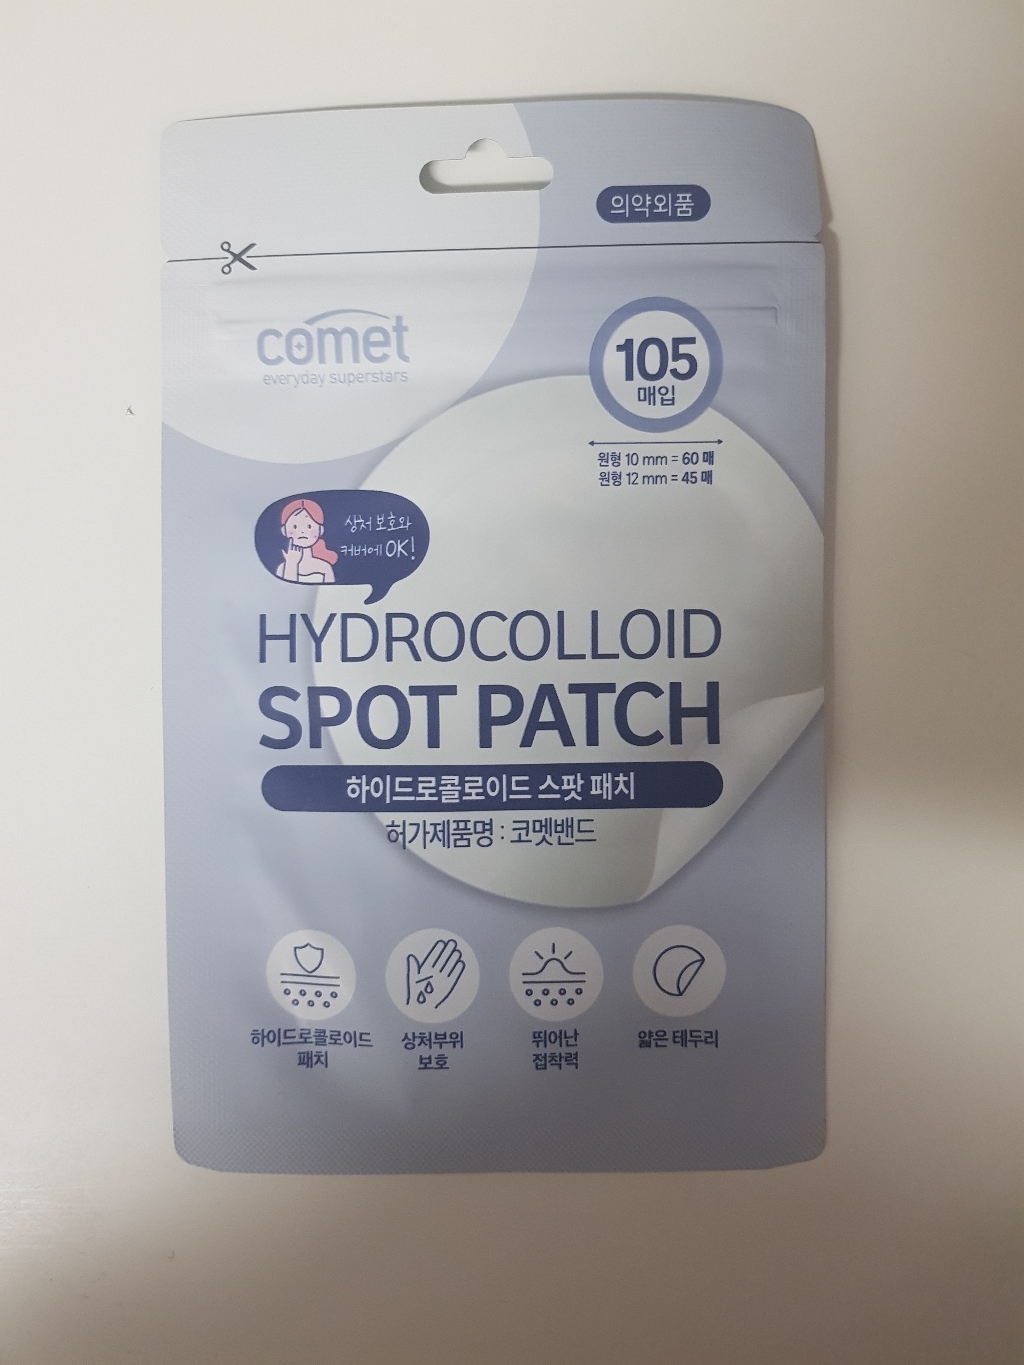 의약외품
comet
everyday superstars
105
매입
원형 10 mm = 60 매
원형 12 mm = 45 매
상처 보호와
커버에 OK!
HYDROCOLLOID
SPOT PATCH
하이드로콜로이드 스팟 패치
허가제품명 : 코멧밴드
하이드로콜로이드
패치
상처부위
보호
뛰어난
접착력
얇은 테두리